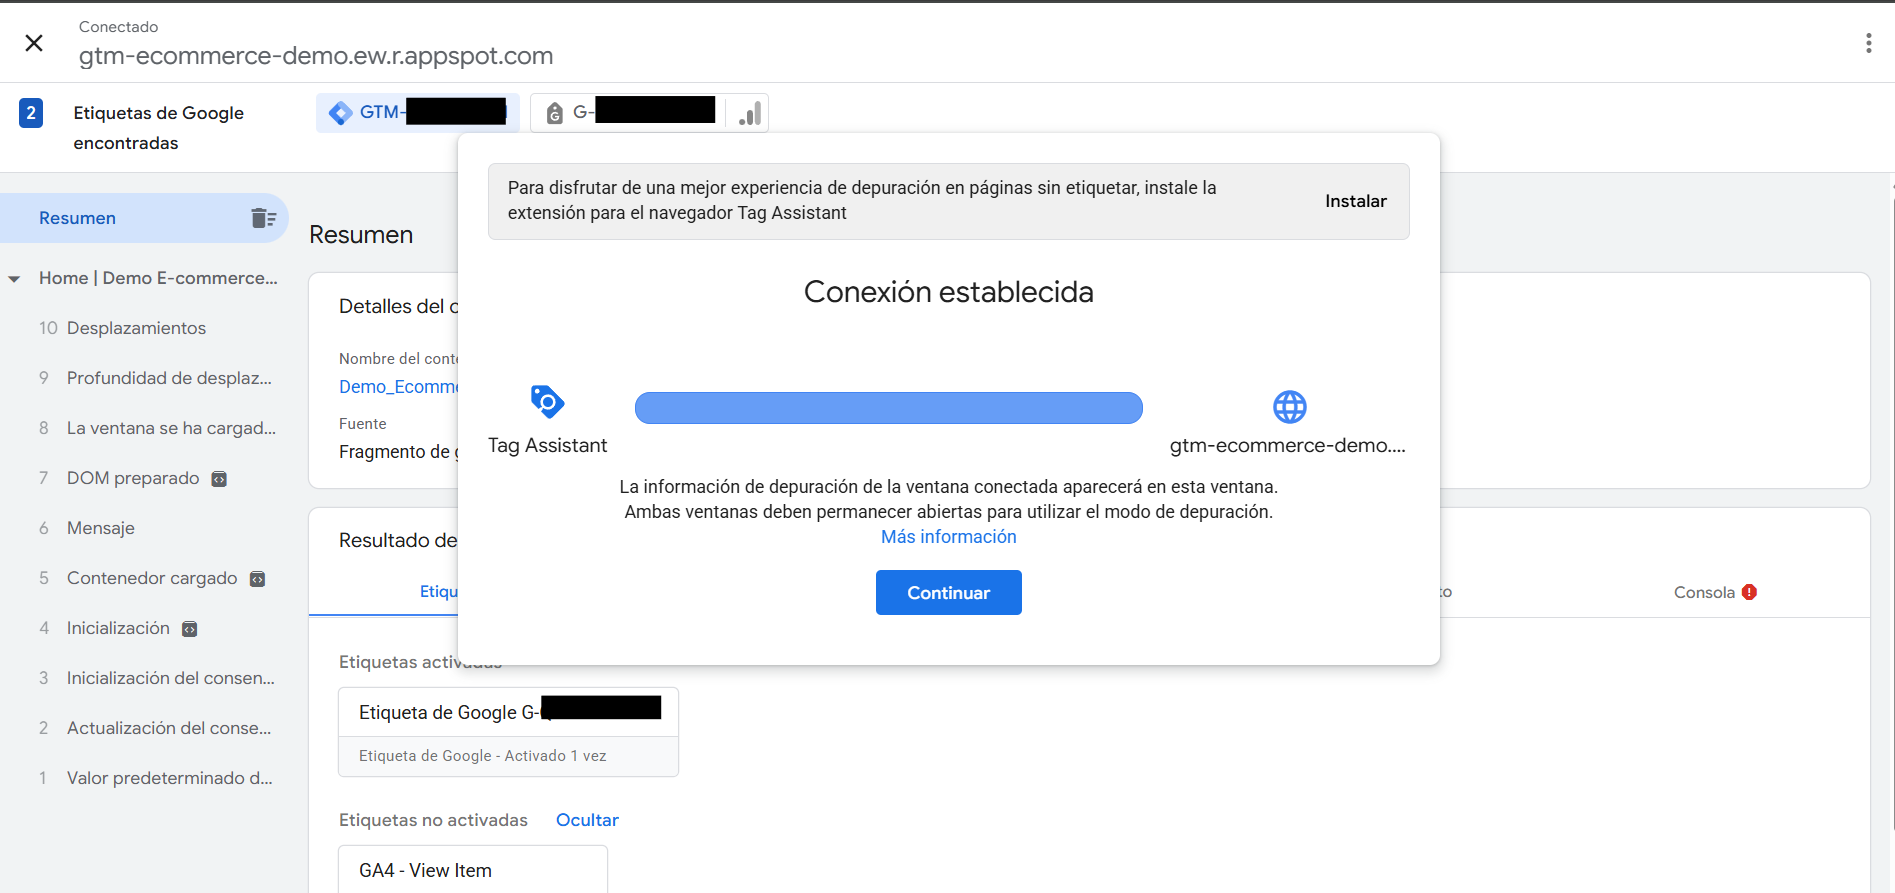 Conectado
gtm-ecommerce-demo.ew.r.appspot.com
2
Etiquetas de Google
encontradas
GTM-
G-
Para disfrutar de una mejor experiencia de depuración en páginas sin etiquetar, instale la
extensión para el navegador Tag Assistant
Instalar
Conexión establecida
Tag Assistant
gtm-ecommerce-demo....
La información de depuración de la ventana conectada aparecerá en esta ventana.
Ambas ventanas deben permanecer abiertas para utilizar el modo de depuración.
Más información
Continuar
Resumen
Home | Demo E-commerce...
10 Desplazamientos
9 Profundidad de desplaz...
8 La ventana se ha cargad...
7 DOM preparado
6 Mensaje
5 Contenedor cargado
4 Inicialización
3 Inicialización del consen...
2 Actualización del conse...
1 Valor predeterminado d...
Resumen
Detalles del c
Nombre del conte
Demo_Ecomme
Fuente
Fragmento de g
Resultado de
Etiqu
to
Consola
Etiquetas activadas
Etiqueta de Google G-
Etiqueta de Google - Activado 1 vez
Etiquetas no activadas Ocultar
GA4 - View Item